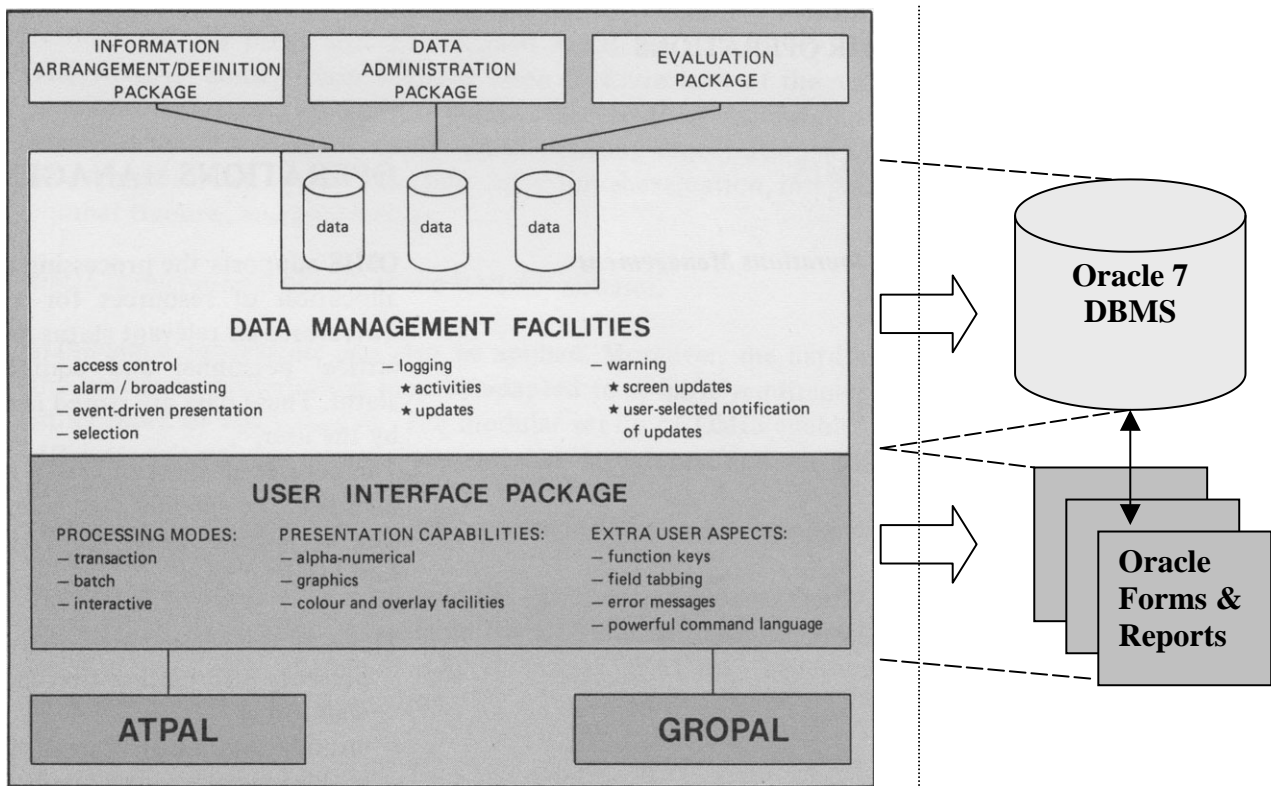 INFORMATION
ARRANGEMENT/DEFINITION
PACKAGE
DATA
ADMINISTRATION
PACKAGE
EVALUATION
PACKAGE
data
data
data
DATA MANAGEMENT FACILITIES
– access control
– alarm / broadcasting
– event-driven presentation
– selection
– logging
★ activities
★ updates
– warning
★ screen updates
★ user-selected notification
of updates
USER INTERFACE PACKAGE
PROCESSING MODES:
– transaction
– batch
– interactive
PRESENTATION CAPABILITIES:
– alpha-numerical
– graphics
– colour and overlay facilities
EXTRA USER ASPECTS:
– function keys
– field tabbing
– error messages
– powerful command language
ATPAL
GROPAL
Oracle 7
DBMS
Oracle
Forms &
Reports